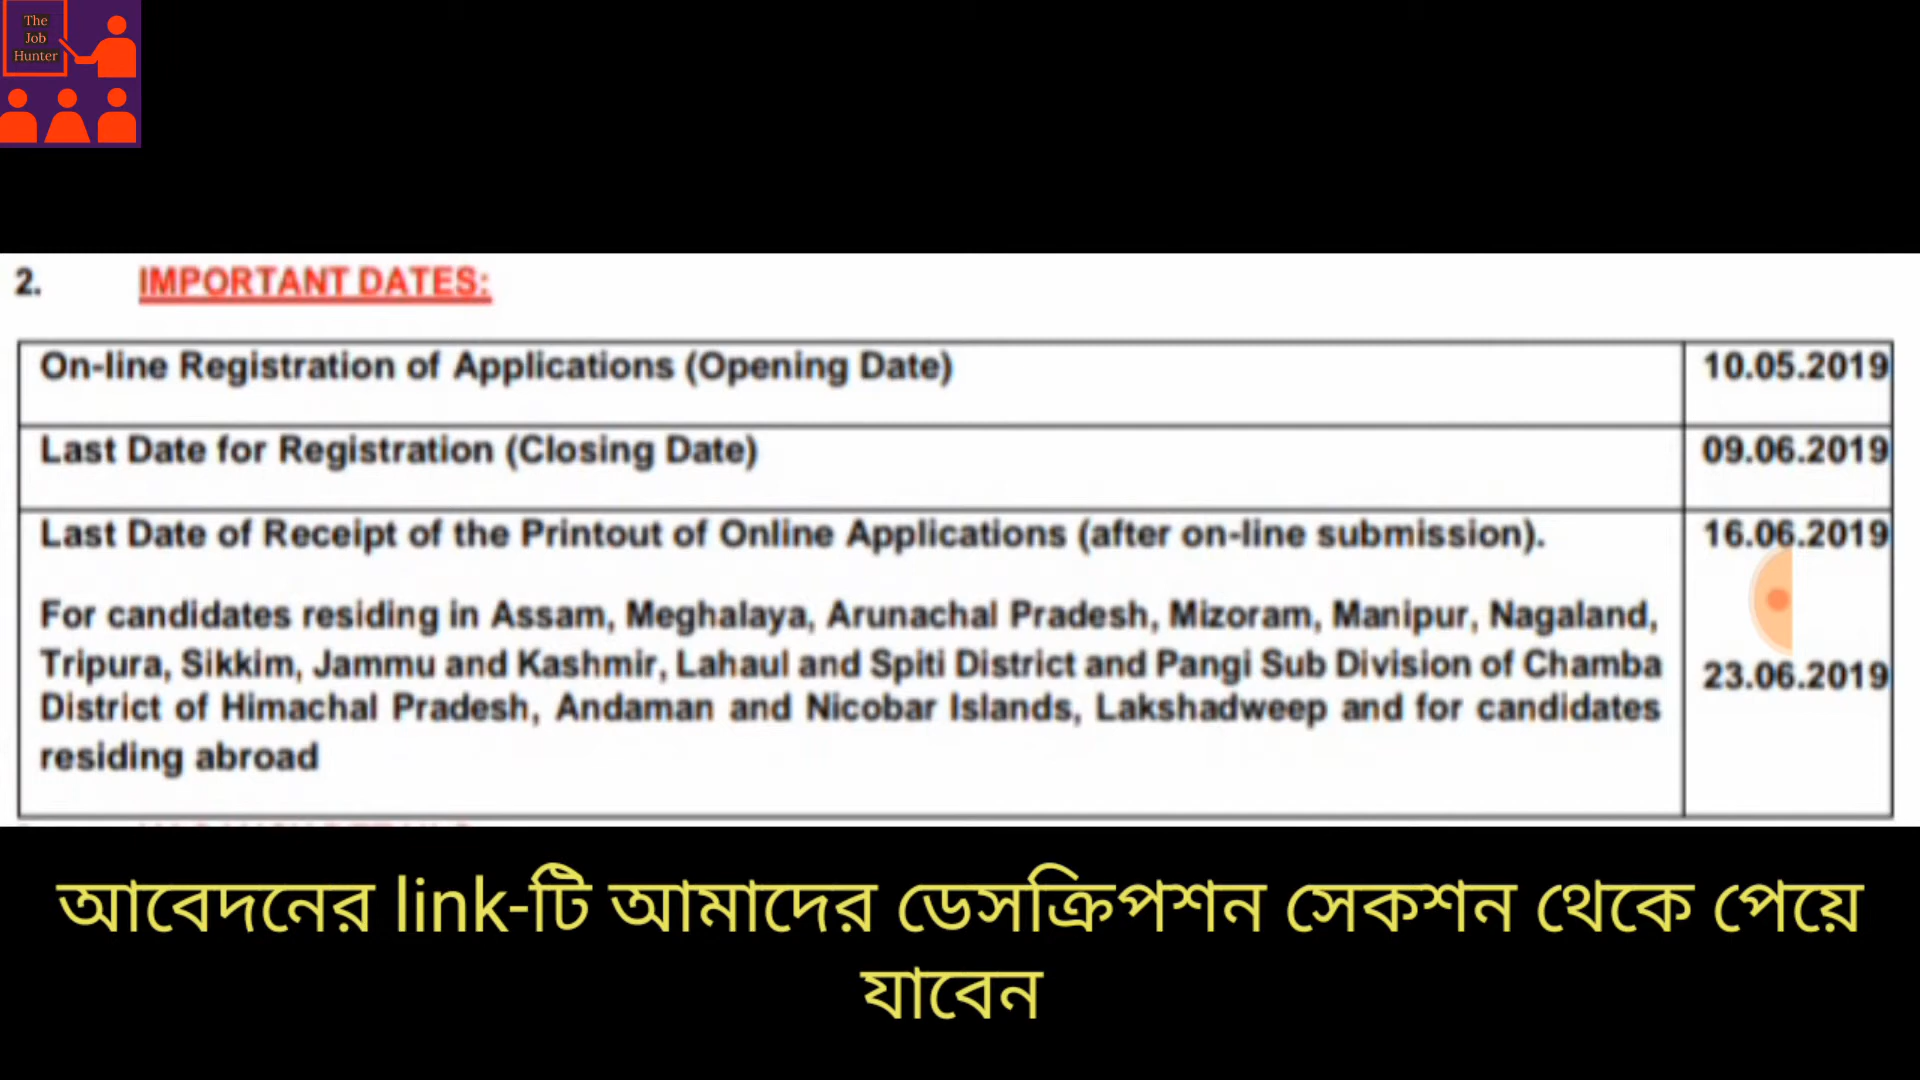 The
Job
Hunter
2. IMPORTANT DATES:
On-line Registration of Applications (Opening Date) 10.05.2019
Last Date for Registration (Closing Date) 09.06.2019
Last Date of Receipt of the Printout of Online Applications (after on-line submission). 16.06.2019
For candidates residing in Assam, Meghalaya, Arunachal Pradesh, Mizoram, Manipur, Nagaland,
Tripura, Sikkim, Jammu and Kashmir, Lahaul and Spiti District and Pangi Sub Division of Chamba 23.06.2019
District of Himachal Pradesh, Andaman and Nicobar Islands, Lakshadweep and for candidates
residing abroad
আবেদনের link-টি আমাদের ডেসক্রিপশন সেকশন থেকে পেয়ে
যাবেন